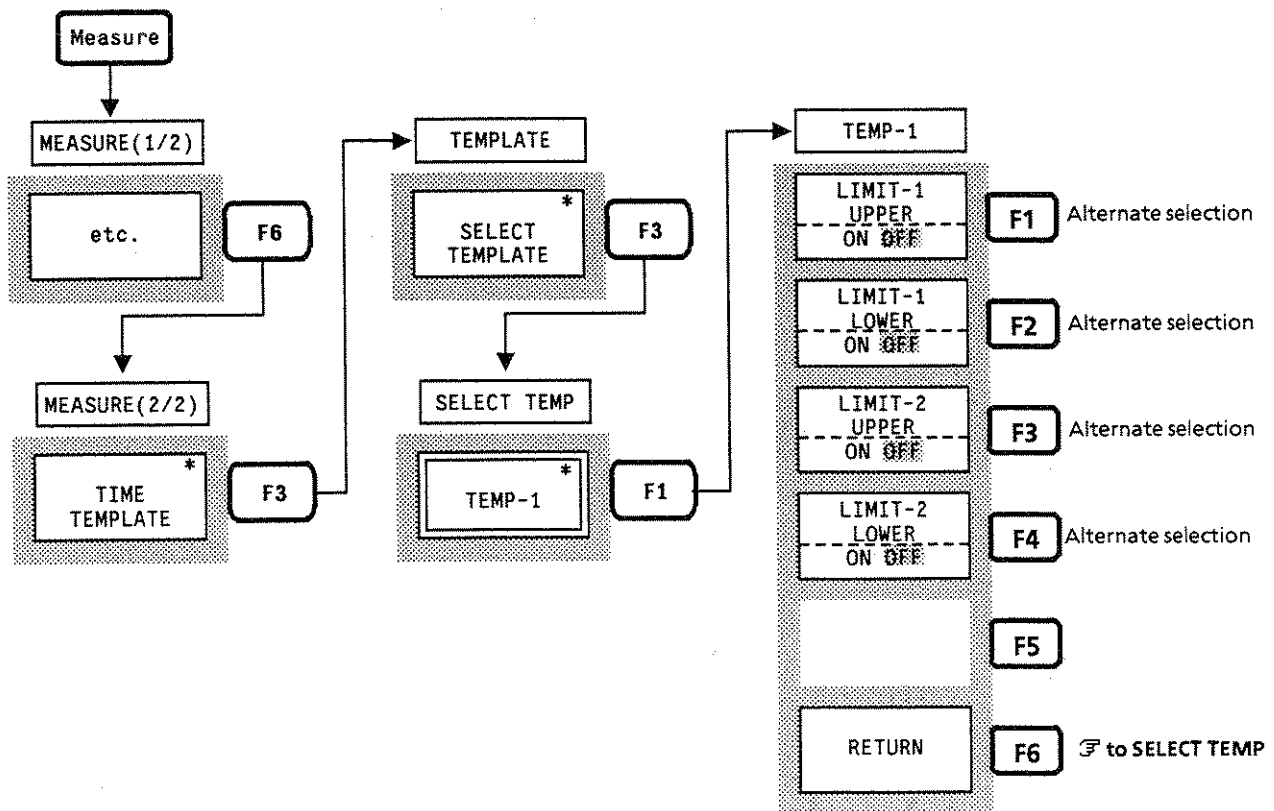 Measure
MEASURE(1/2)
etc.
F6
MEASURE(2/2)
*
TIME
TEMPLATE
F3
TEMPLATE
*
SELECT
TEMPLATE
F3
SELECT TEMP
*
TEMP-1
F1
TEMP-1
LIMIT-1
UPPER
ON OFF
F1 Alternate selection
LIMIT-1
LOWER
ON OFF
F2 Alternate selection
LIMIT-2
UPPER
ON OFF
F3 Alternate selection
LIMIT-2
LOWER
ON OFF
F4 Alternate selection
F5
RETURN
F6 ☞ to SELECT TEMP